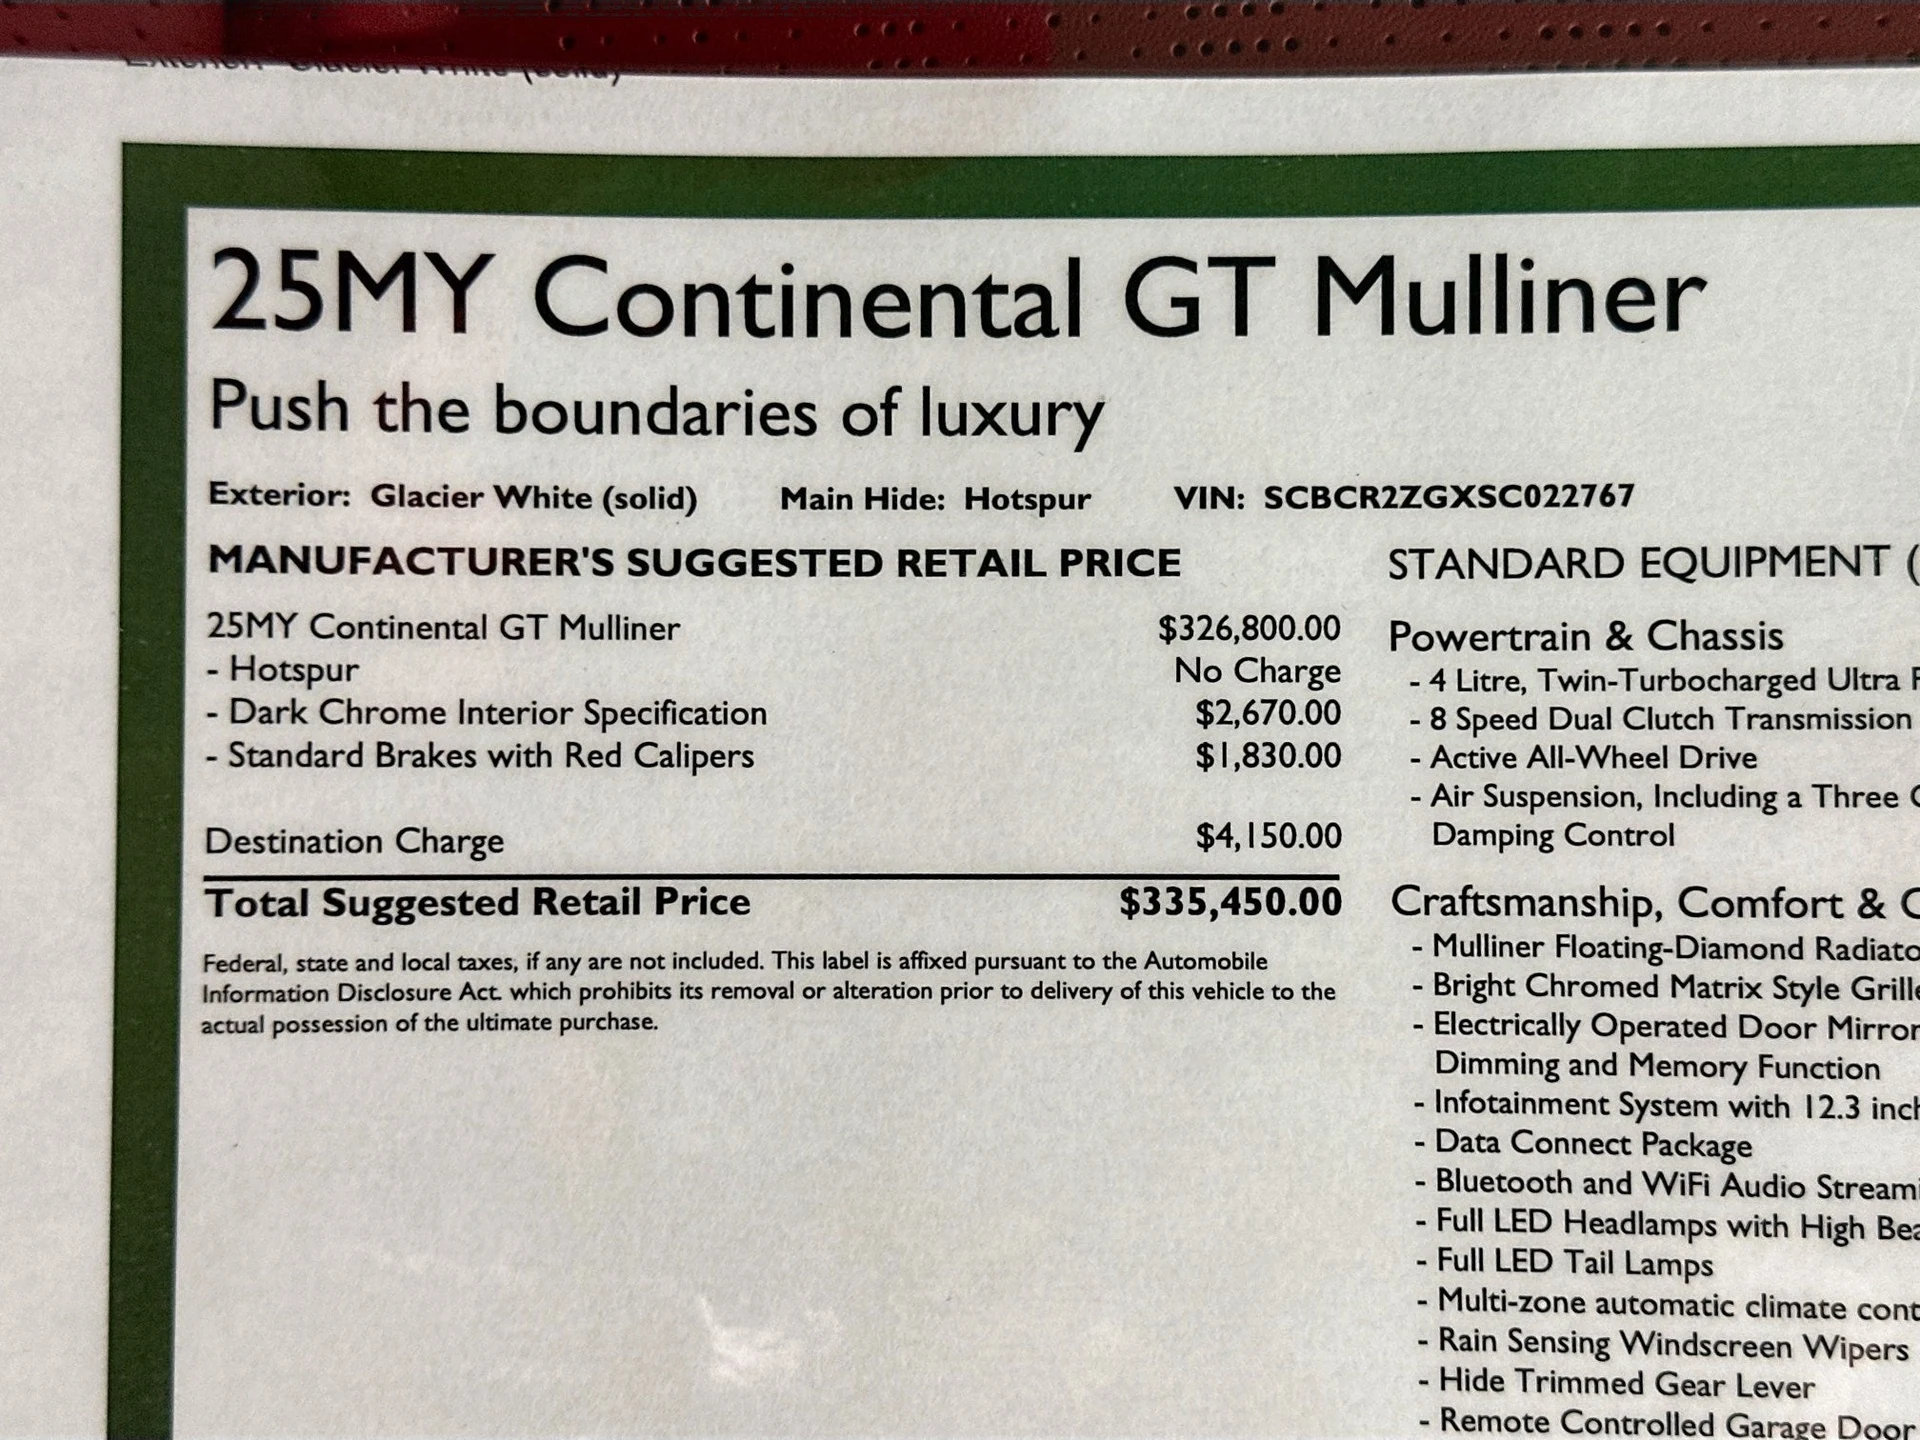 Exterior: Glacier White (solid)
25MY Continental GT Mulliner
Push the boundaries of luxury
Exterior: Glacier White (solid) Main Hide: Hotspur VIN: SCBCR2ZGXSC022767
MANUFACTURER'S SUGGESTED RETAIL PRICE
25MY Continental GT Mulliner $326,800.00
- Hotspur No Charge
- Dark Chrome Interior Specification $2,670.00
- Standard Brakes with Red Calipers $1,830.00
Destination Charge $4,150.00
Total Suggested Retail Price $335,450.00
Federal, state and local taxes, if any are not included. This label is affixed pursuant to the Automobile
Information Disclosure Act. which prohibits its removal or alteration prior to delivery of this vehicle to the
actual possession of the ultimate purchase.
STANDARD EQUIPMENT (
Powertrain & Chassis
- 4 Litre, Twin-Turbocharged Ultra
- 8 Speed Dual Clutch Transmission
- Active All-Wheel Drive
- Air Suspension, Including a Three
Damping Control
Craftsmanship, Comfort &
- Mulliner Floating-Diamond
- Bright Chromed Matrix Style
- Electrically Operated Door
Dimming and Memory Function
- Infotainment System with 12.3
- Data Connect Package
- Bluetooth and WiFi Audio
- Full LED Headlamps with High
- Full LED Tail Lamps
- Multi-zone automatic climate
- Rain Sensing Windscreen Wipers
- Hide Trimmed Gear Lever
- Remote Controlled Garage Door